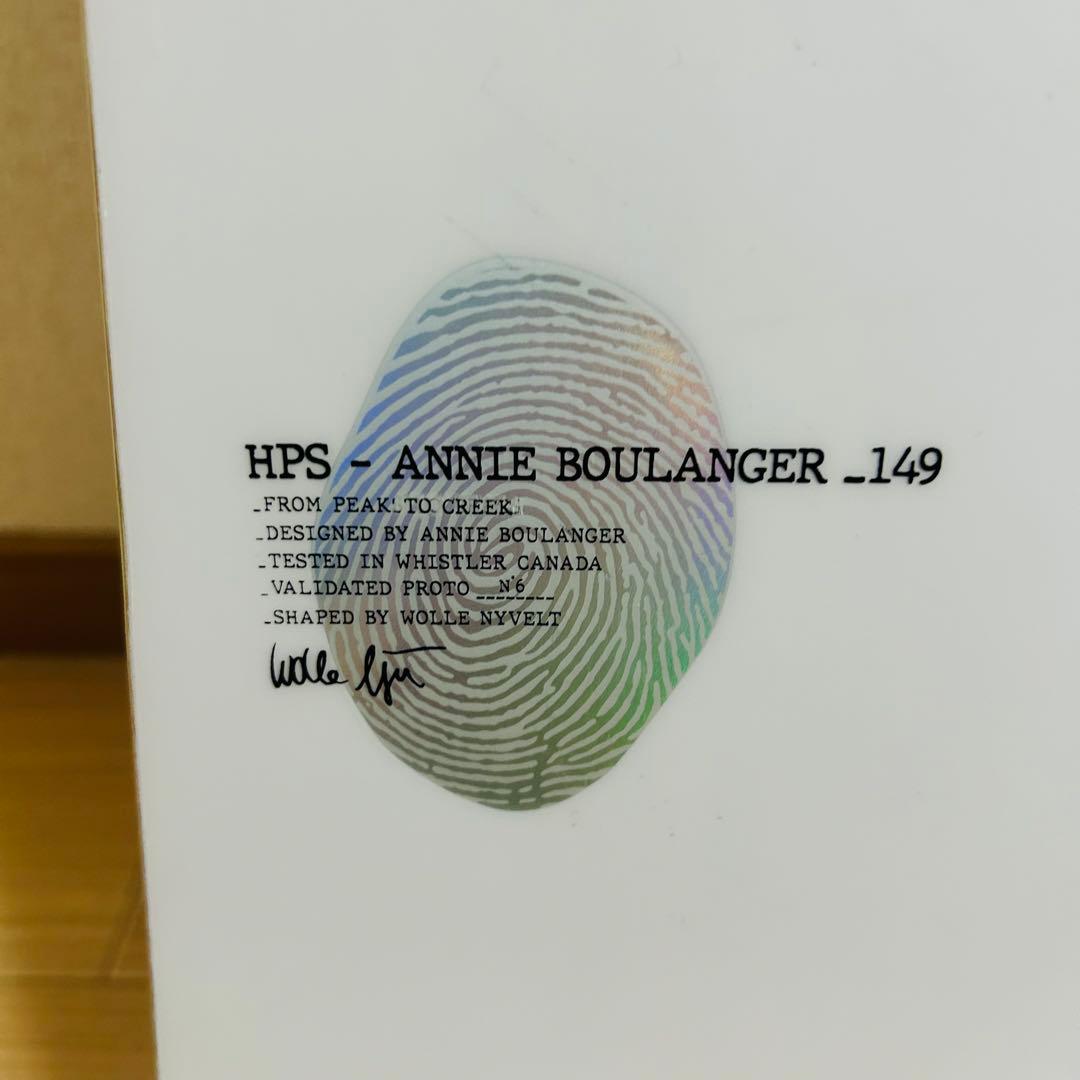 HPS - ANNIE BOULANGER _149
_FROM PEAK TO CREEK
_DESIGNED BY ANNIE BOULANGER
_TESTED IN WHISTLER CANADA
_VALIDATED PROTO N°6
_SHAPED BY WOLLE NYVELT
Wolle